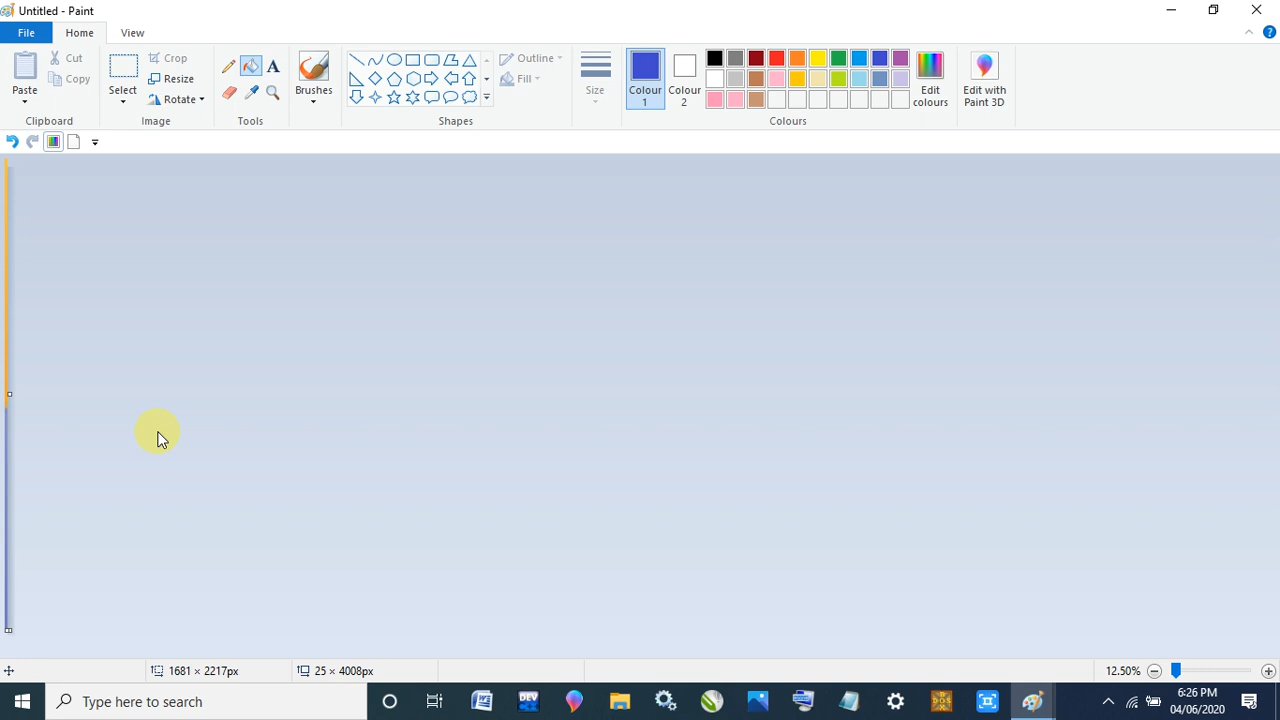 Untitled - Paint
File Home View
Paste
Cut
Copy
Clipboard
Select
Crop
Resize
Rotate
Image
A
Tools
Brushes
Shapes
Outline
Fill
Size
Colour 1
Colour 2
Edit colours
Colours
Edit with Paint 3D
1681 × 2217px
25 × 4008px
12.50%
Type here to search
W
DEV
DOS
6:26 PM
04/06/2020